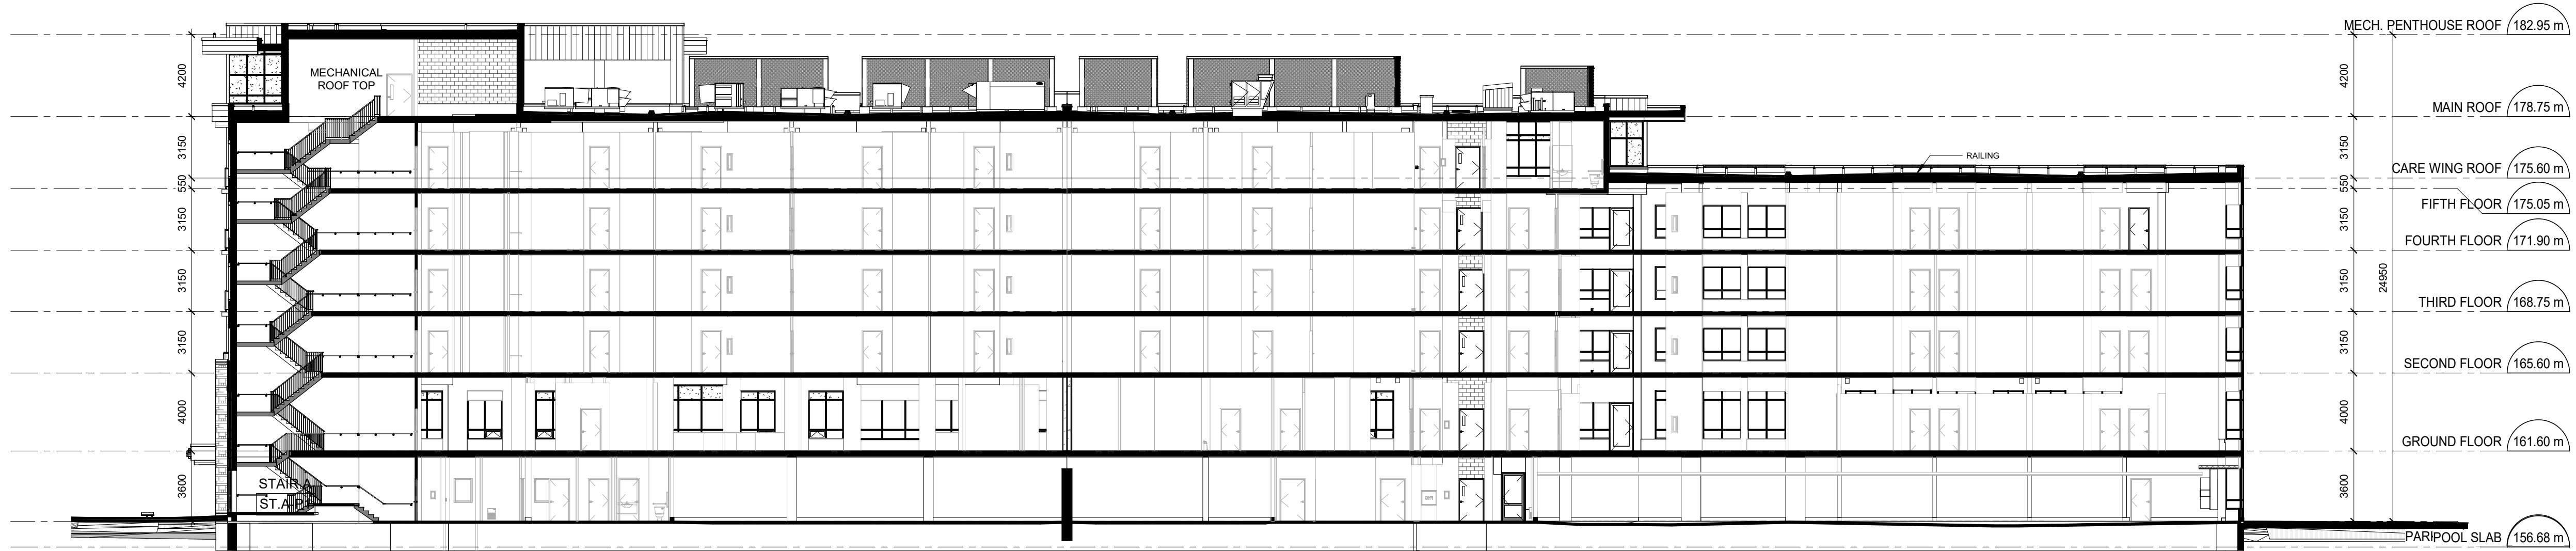 MECH. PENTHOUSE ROOF 182.95 m
MECHANICAL
ROOF TOP
4200
4200
MAIN ROOF 178.75 m
3150
3150
RAILING
CARE WING ROOF 175.60 m
550
550
FIFTH FLOOR 175.05 m
3150
3150
FOURTH FLOOR 171.90 m
3150
3150
24950
THIRD FLOOR 168.75 m
3150
3150
SECOND FLOOR 165.60 m
4000
4000
GROUND FLOOR 161.60 m
3600
3600
STAIR A
ST.A-P1
POOL SLAB 156.68 m